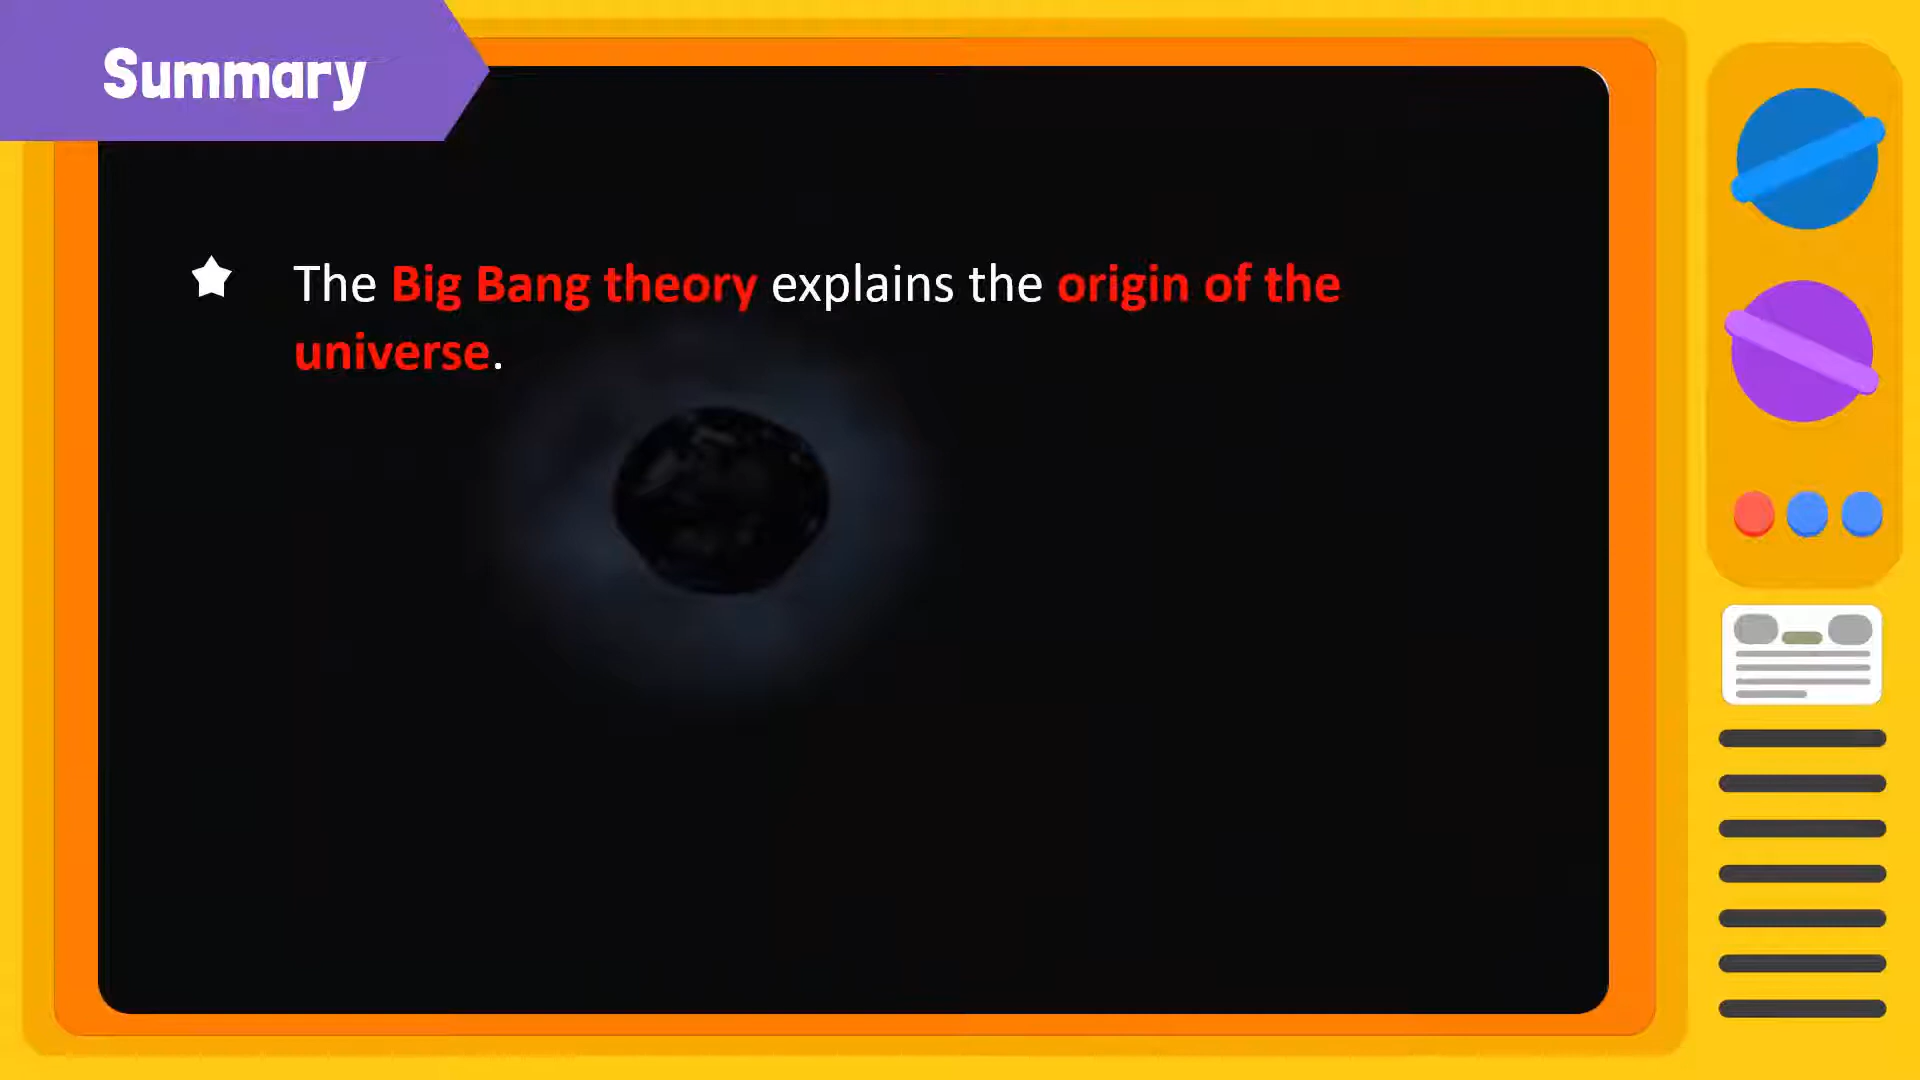 Summary
The Big Bang theory explains the origin of the
universe.